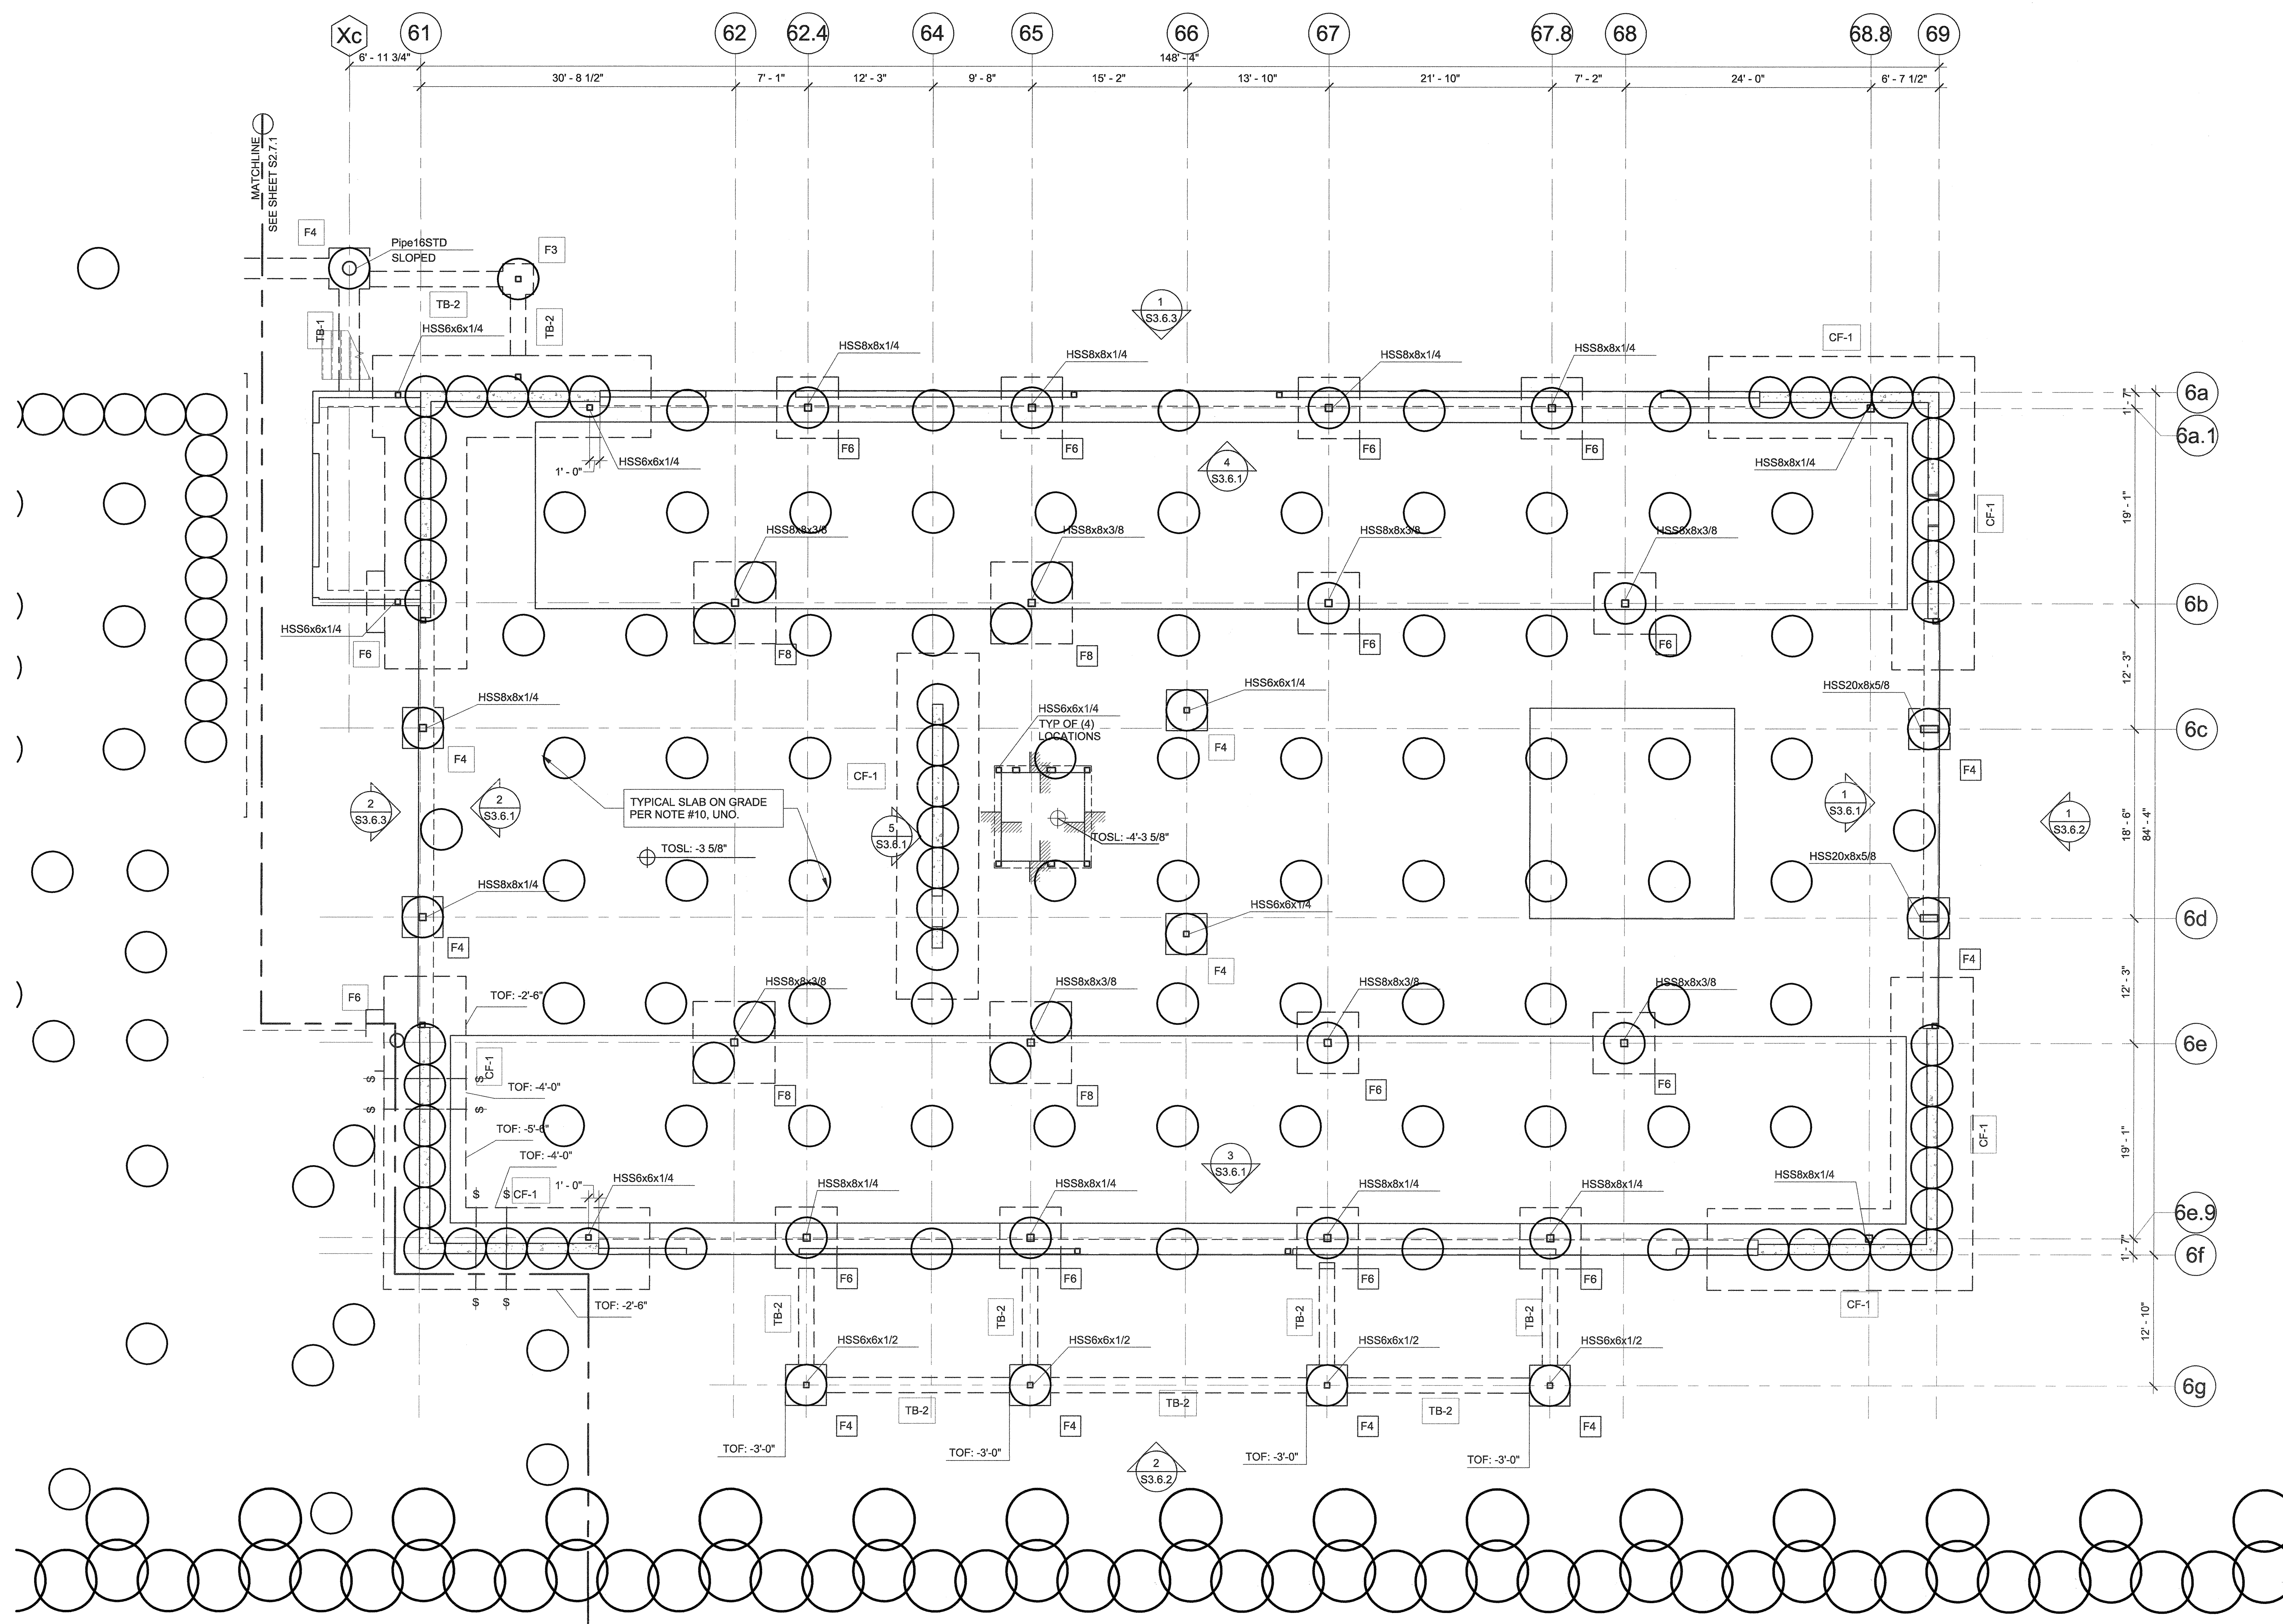 Xc
61
62
62.4
64
65
66
67
67.8
68
68.8
69
6' - 11 3/4"
148' - 4"
30' - 8 1/2"
7' - 1"
12' - 3"
9' - 8"
15' - 2"
13' - 10"
21' - 10"
7' - 2"
24' - 0"
6' - 7 1/2"
MATCHLINE
SEE SHEET S2.7.1
F4
Pipe16STD
SLOPED
F3
TB-2
TB-1
TB-2
HSS6x6x1/4
1
S3.6.3
HSS8x8x1/4
HSS8x8x1/4
HSS8x8x1/4
HSS8x8x1/4
CF-1
6a
1'- 7"
6a.1
F6
F6
F6
F6
HSS6x6x1/4
1' - 0"
4
S3.6.1
HSS8x8x1/4
CF-1
19' - 1"
HSS8x8x3/8
HSS8x8x3/8
HSS8x8x3/8
HSS8x8x3/8
6b
HSS6x6x1/4
F6
F8
F8
F6
F6
12' - 3"
HSS8x8x1/4
HSS6x6x1/4
HSS20x8x5/8
HSS6x6x1/4
TYP OF (4)
LOCATIONS
6c
F4
F4
F4
CF-1
TYPICAL SLAB ON GRADE
PER NOTE #10, UNO.
2
S3.6.3
2
S3.6.1
5
S3.6.1
1
S3.6.1
1
S3.6.2
18' - 6"
84' - 4"
TOSL: -4'-3 5/8"
TOSL: -3 5/8"
HSS20x8x5/8
HSS8x8x1/4
HSS6x6x1/4
6d
F4
F4
F4
12' - 3"
HSS8x8x3/8
HSS8x8x3/8
HSS8x8x3/8
HSS8x8x3/8
F6
TOF: -2'-6"
6e
CF-1
$
$
TOF: -4'-0"
F8
F8
F6
F6
$
$
TOF: -5'-6"
TOF: -4'-0"
CF-1
19' - 1"
3
S3.6.1
$
$
CF-1
1' - 0"
HSS6x6x1/4
HSS8x8x1/4
HSS8x8x1/4
HSS8x8x1/4
HSS8x8x1/4
HSS8x8x1/4
6e.9
1'- 7"
6f
F6
F6
F6
F6
$
$
TOF: -2'-6"
TB-2
TB-2
TB-2
TB-2
CF-1
12' - 10"
HSS6x6x1/2
HSS6x6x1/2
HSS6x6x1/2
HSS6x6x1/2
6g
TB-2
TB-2
TB-2
F4
F4
F4
F4
TOF: -3'-0"
TOF: -3'-0"
TOF: -3'-0"
TOF: -3'-0"
2
S3.6.2